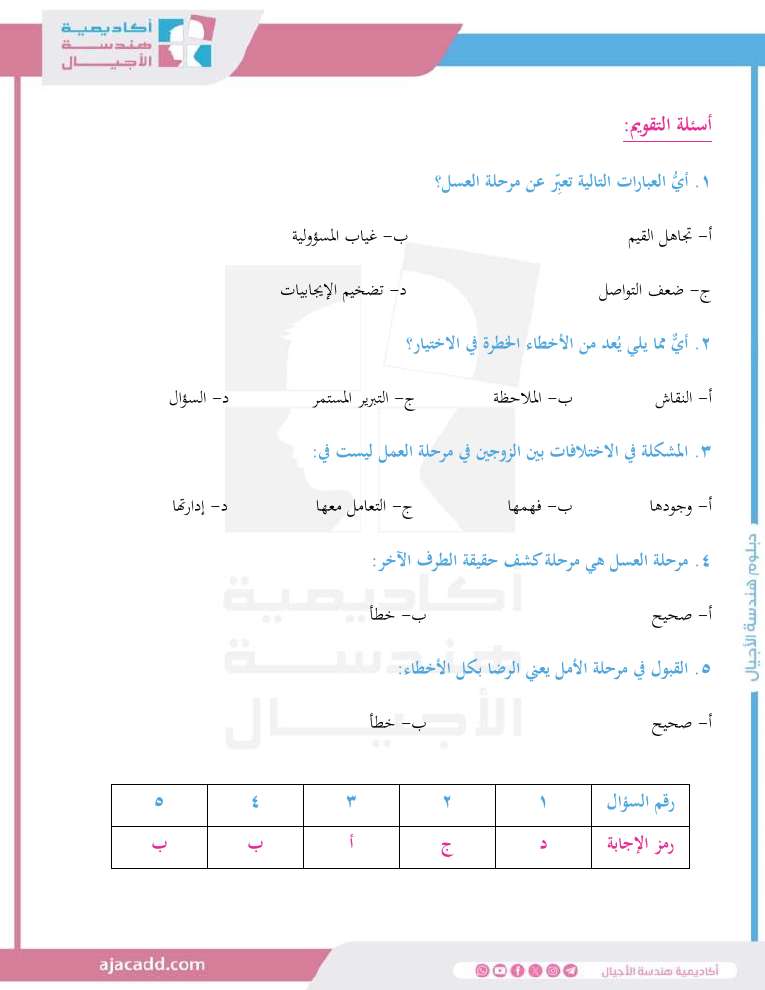 أكاديمية
هندسة
الأجيال
أسئلة التقويم:
١. أيُّ العبارات التالية تعبِّر عن مرحلة العسل؟
أ- تجاهل القيم ب- غياب المسؤولية
ج- ضعف التواصل د- تضخيم الإيجابيات
٢. أيٌّ مما يلي يُعد من الأخطاء الخطرة في الاختيار؟
أ- النقاش ب- الملاحظة ج- التبرير المستمر د- السؤال
٣. المشكلة في الاختلافات بين الزوجين في مرحلة العمل ليست في:
أ- وجودها ب- فهمها ج- التعامل معها د- إدارتها
٤. مرحلة العسل هي مرحلة كشف حقيقة الطرف الآخر:
أ- صحيح ب- خطأ
٥. القبول في مرحلة الأمل يعني الرضا بكل الأخطاء:
أ- صحيح ب- خطأ
أكاديمية
هندسة
الأجيال
رقم السؤال ١ ٢ ٣ ٤ ٥
رمز الإجابة د ج أ ب ب
دبلوم هندسة الأجيال
أكاديمية هندسة الأجيال
ajacadd.com